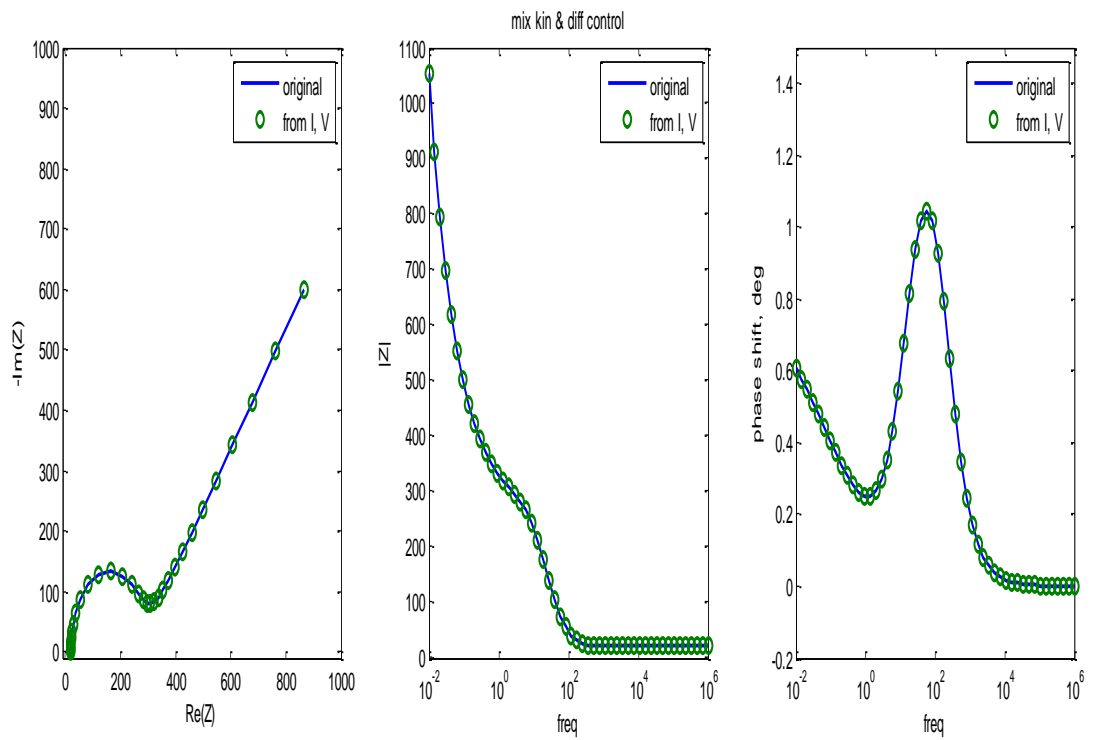 mix kin & diff control
1000
900
800
700
600
500
400
300
200
100
0
-Im(Z)
0 200 400 600 800 1000
Re(Z)
original
from I, V
1100
1000
900
800
700
600
500
400
300
200
100
0
|Z|
10^-2 10^0 10^2 10^4 10^6
freq
original
from I, V
1.4
1.2
1
0.8
0.6
0.4
0.2
0
-0.2
phase shift, deg
10^-2 10^0 10^2 10^4 10^6
freq
original
from I, V